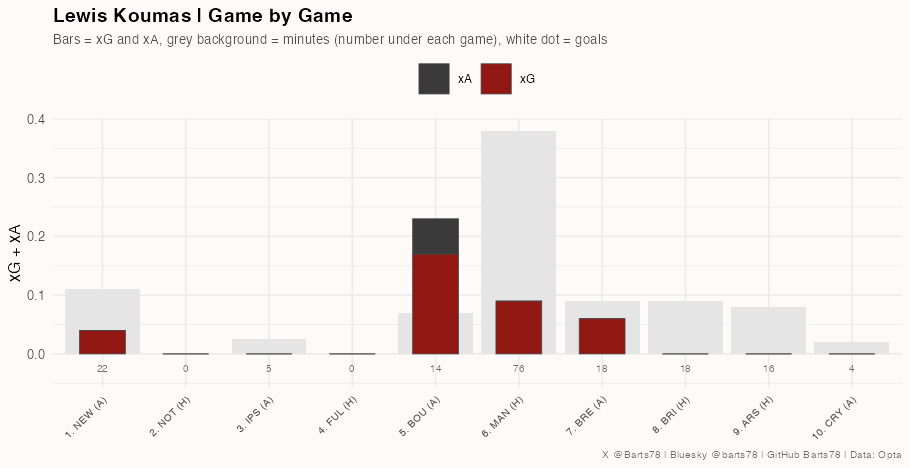 Lewis Koumas | Game by Game
Bars = xG and xA, grey background = minutes (number under each game), white dot = goals
xA xG
xG + xA
0.4
0.3
0.2
0.1
0.0
22 0 5 0 14 76 18 18 16 4
1. NEW (A)
2. NOT (H)
3. IPS (A)
4. FUL (H)
5. BOU (A)
6. MAN (H)
7. BRE (A)
8. BRI (H)
9. ARS (H)
10. CRY (A)
X @Barts78 | Bluesky @barts78 | GitHub Barts78 | Data: Opta